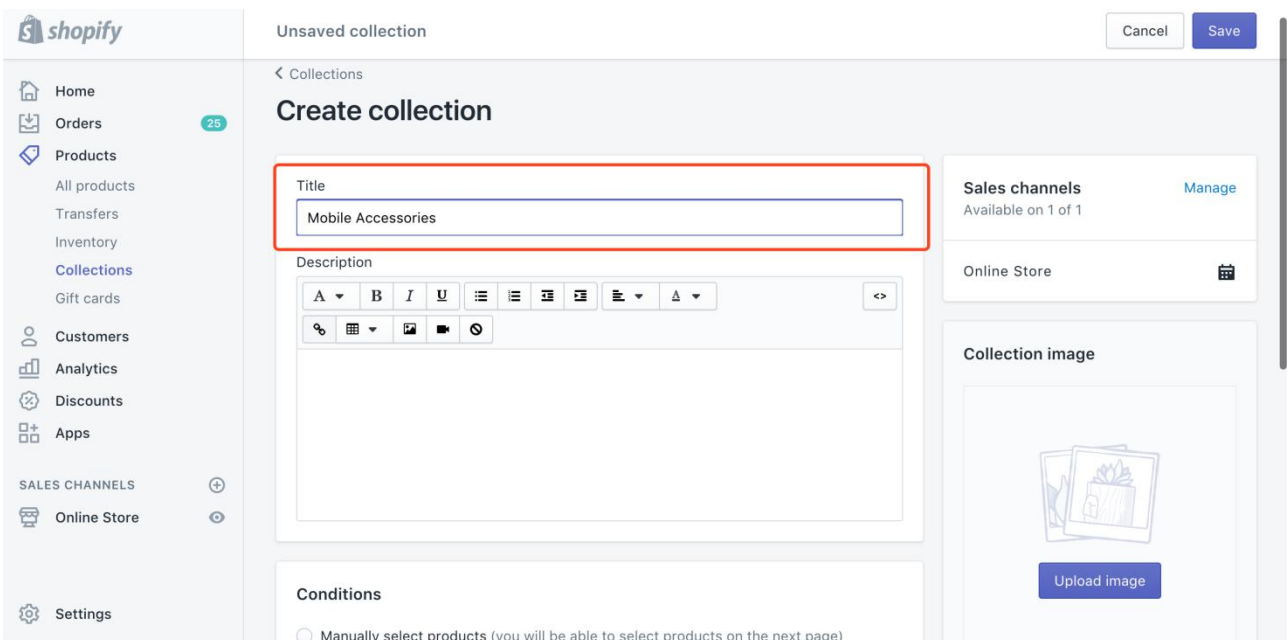 shopify
Unsaved collection
Cancel
Save
Home
Orders
25
Products
All products
Transfers
Inventory
Collections
Gift cards
Customers
Analytics
Discounts
Apps
SALES CHANNELS
Online Store
Settings
Collections
Create collection
Title
Mobile Accessories
Description
A B I U A <>
Conditions
Manually select products (you will be able to select products on the next page)
Sales channels
Manage
Available on 1 of 1
Online Store
Collection image
Upload image